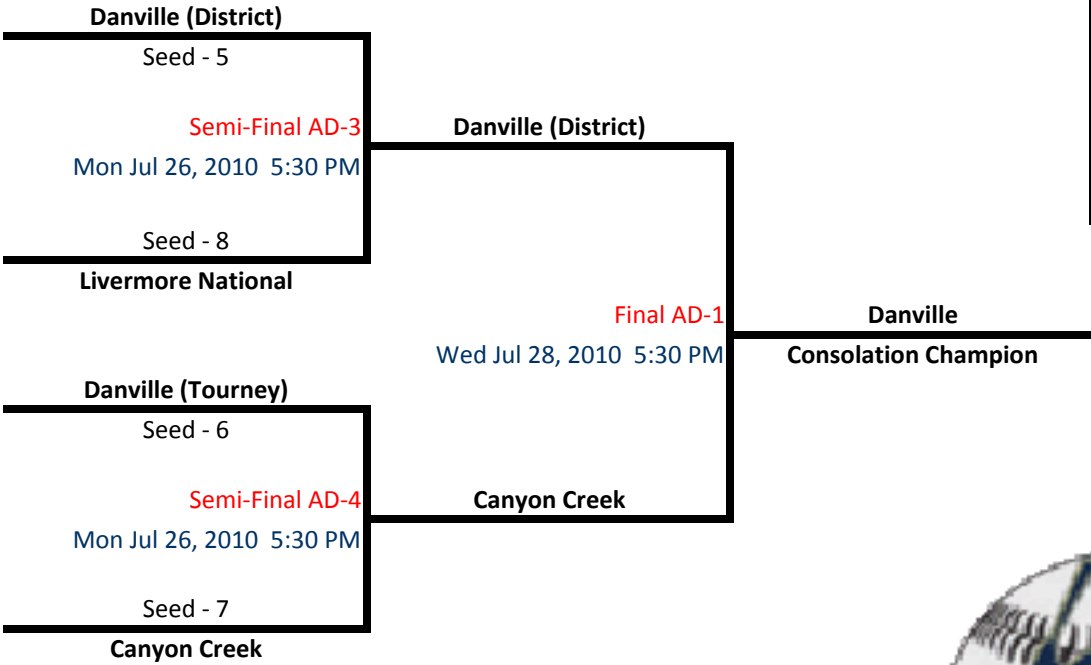 Danville (District)
Seed - 5
Semi-Final AD-3
Mon Jul 26, 2010 5:30 PM
Seed - 8
Livermore National
Danville (District)
Final AD-1
Wed Jul 28, 2010 5:30 PM
Danville
Consolation Champion
Danville (Tourney)
Seed - 6
Semi-Final AD-4
Mon Jul 26, 2010 5:30 PM
Seed - 7
Canyon Creek
Canyon Creek